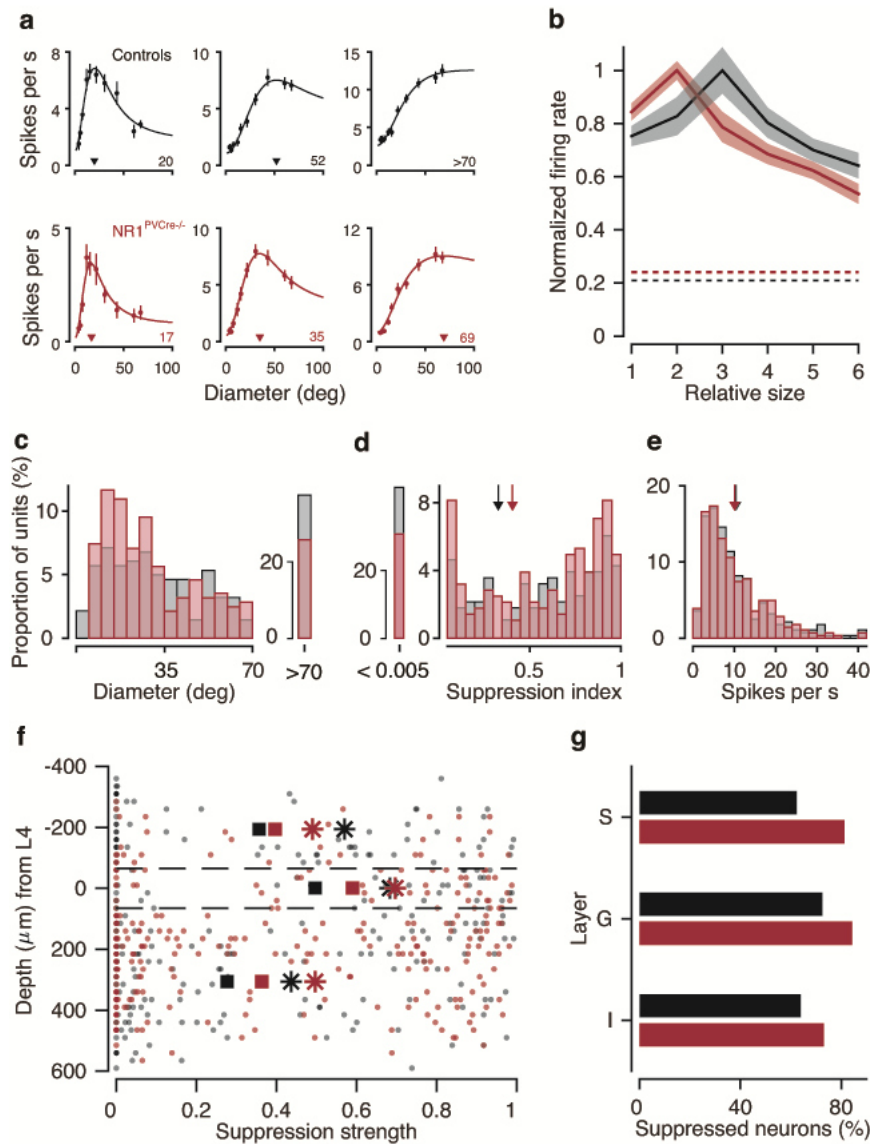 a
b
8
6
4
2
0
Controls
20
10
5
0
52
15
10
5
0
>70
Spikes per s
5
0
NR1PVCre-/-
17
10
5
0
35
12
6
0
69
Spikes per s
0 50 100
0 50 100
0 50 100
Diameter (deg)
1
0.8
0.6
0.4
0.2
0
Normalized firing rate
1 2 3 4 5 6
Relative size
c
d
e
Proportion of units (%)
10
5
0
35 70
Diameter (deg)
20
0
>70
20
0
< 0.005
8
4
0
0.5 1
Suppression index
20
10
0
0 10 20 30 40
Spikes per s
f
g
-400
-200
0
200
400
600
Depth (μm) from L4
0 0.2 0.4 0.6 0.8 1
Suppression strength
S
G
I
Layer
0 40 80
Suppressed neurons (%)